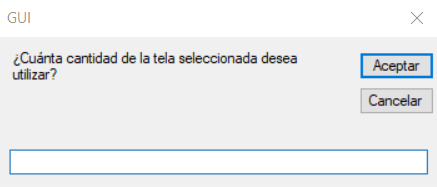 GUI
¿Cuánta cantidad de la tela seleccionada desea
utilizar?
Aceptar
Cancelar